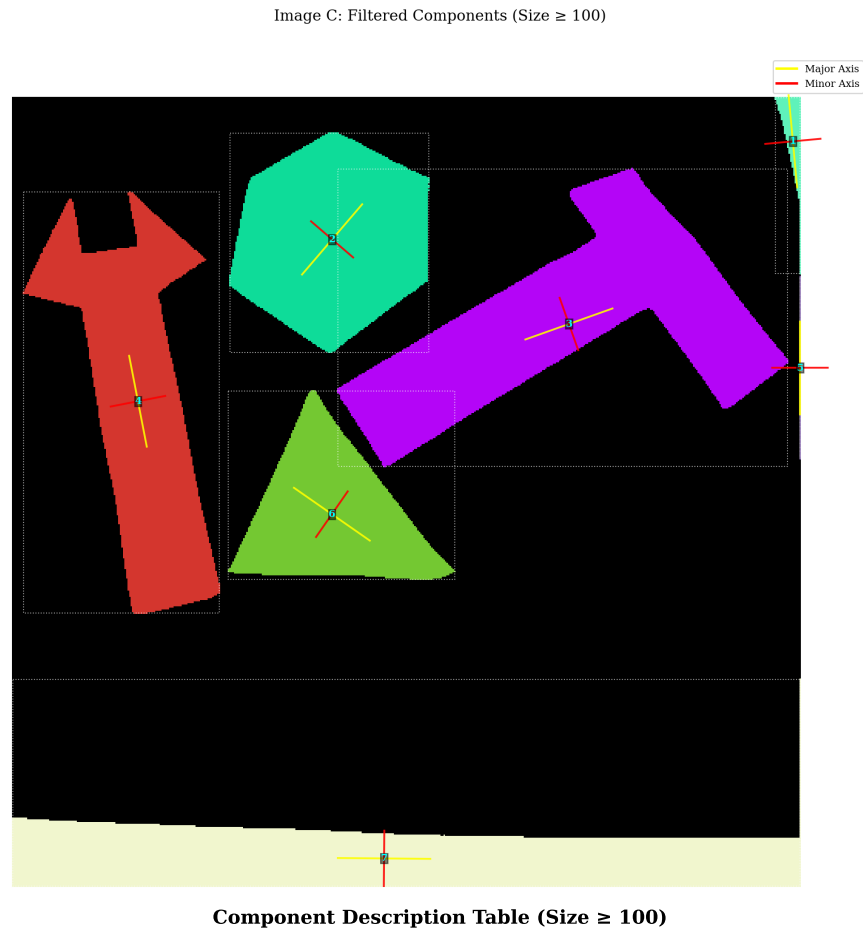 Image C: Filtered Components (Size ≥ 100)
Major Axis
Minor Axis
1
2
3
4
5
6
7
Component Description Table (Size ≥ 100)